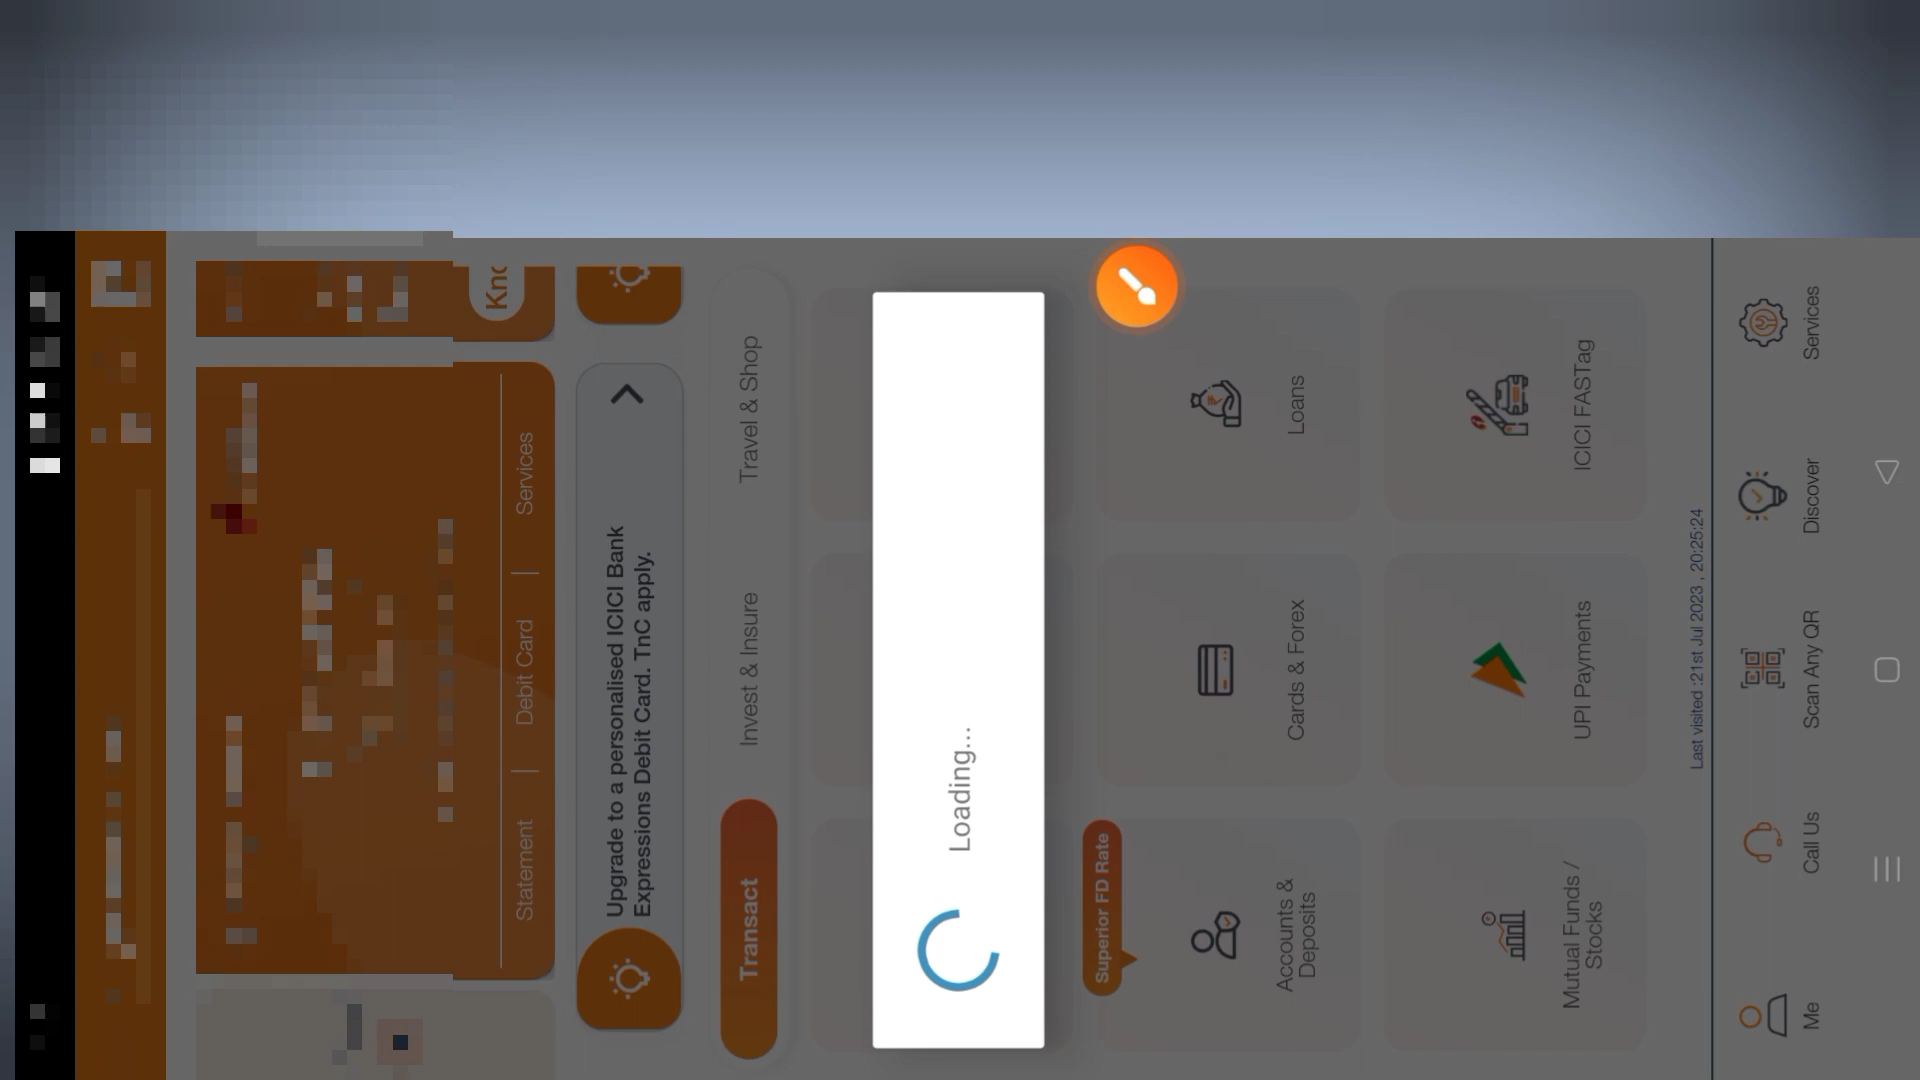 Kno
Statement | Debit Card | Services
Upgrade to a personalised ICICI Bank
Expressions Debit Card. TnC apply.
Transact
Invest & Insure
Travel & Shop
Loading...
Superior FD Rate
Accounts &
Deposits
Cards & Forex
Loans
Mutual Funds /
Stocks
UPI Payments
ICICI FASTag
Last visited :21st Jul 2023 , 20:25:24
Me
Call Us
Scan Any QR
Discover
Services